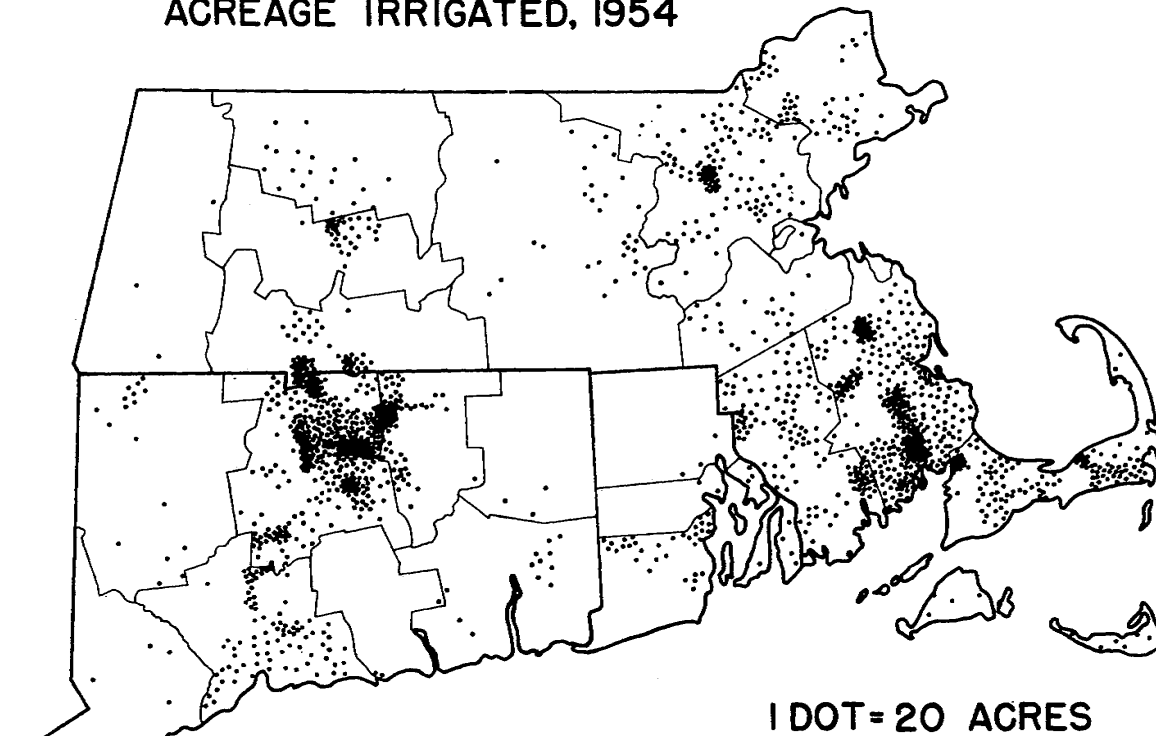 ACREAGE IRRIGATED, 1954
1 DOT = 20 ACRES